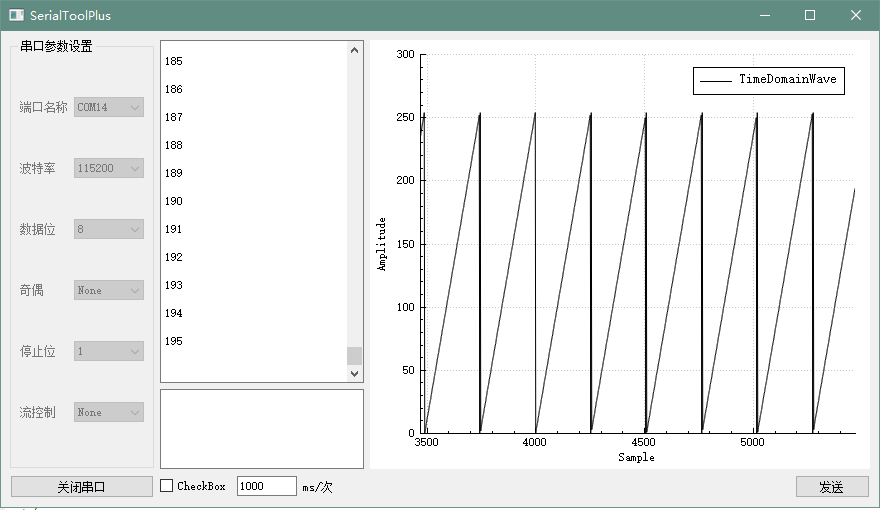 SerialToolPlus
串口参数设置
端口名称 COM14
波特率 115200
数据位 8
奇偶 None
停止位 1
流控制 None
关闭串口
185
186
187
188
189
190
191
192
193
194
195
CheckBox 1000 ms/次
300
250
200
150
100
50
0
Amplitude
TimeDomainWave
3500 4000 4500 5000
Sample
发送